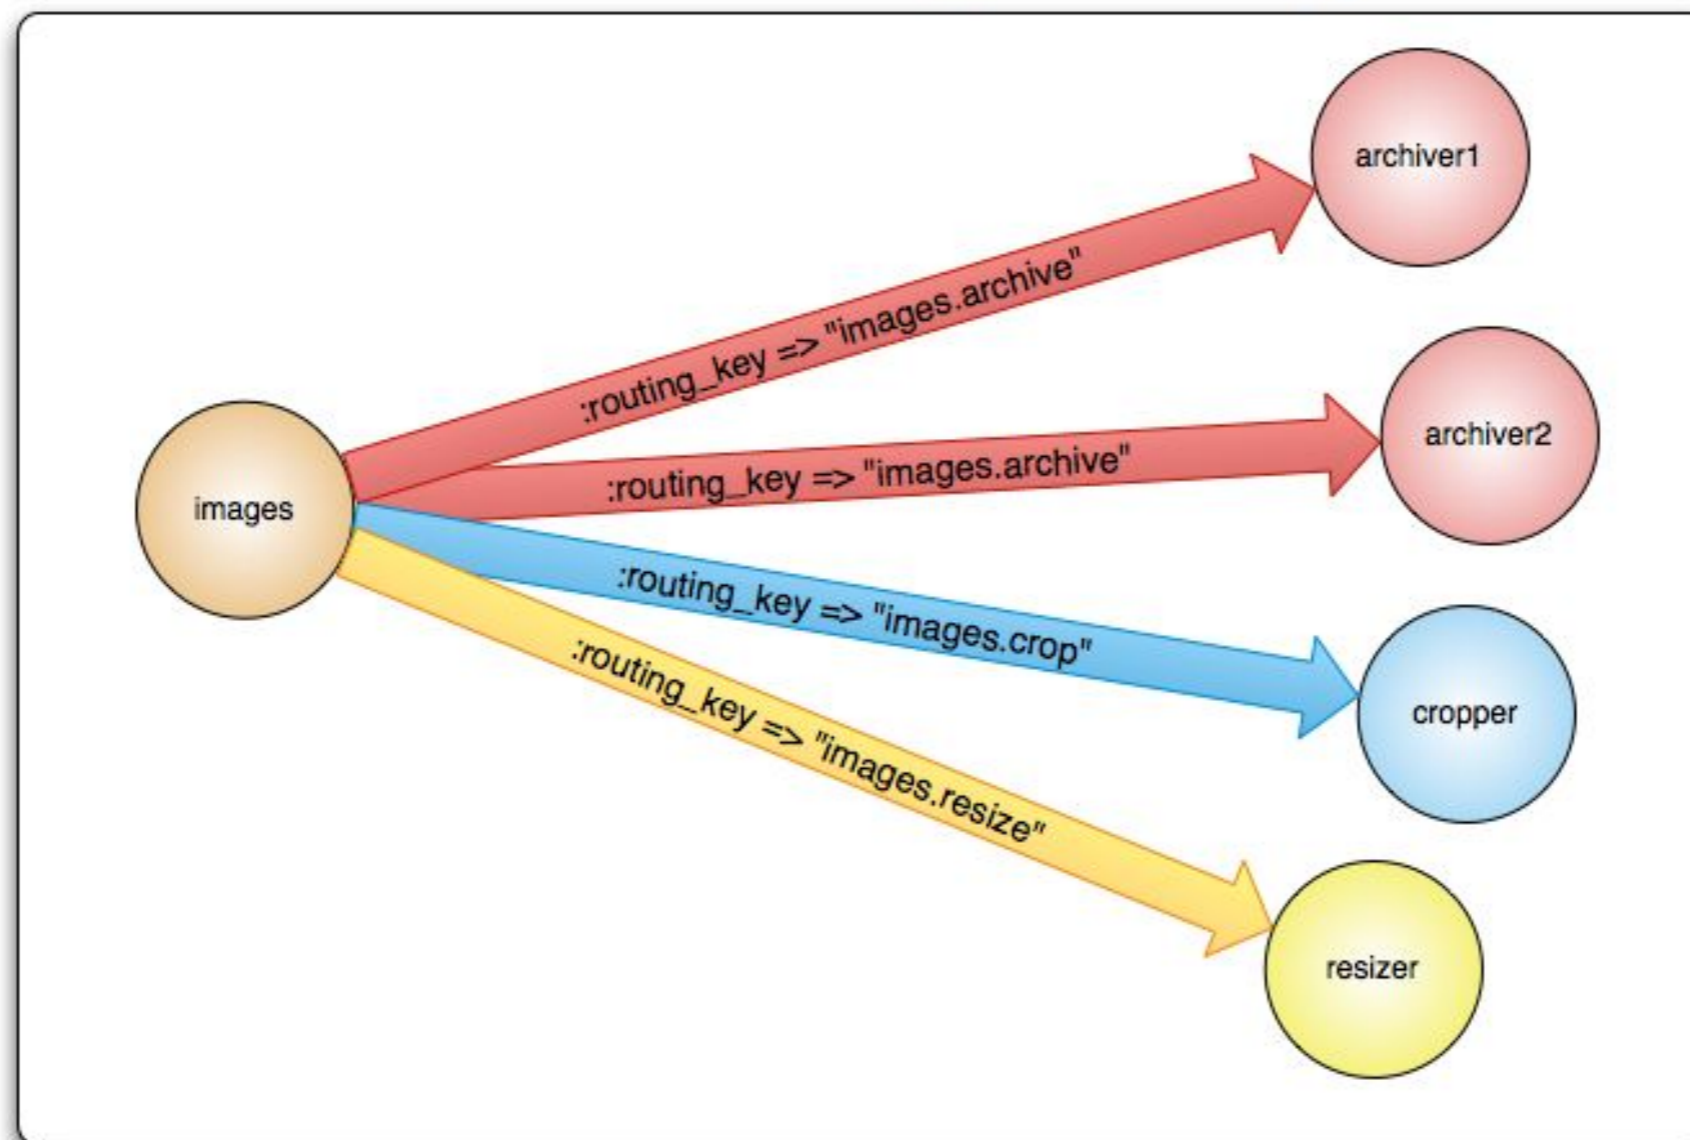 archiver1
:routing_key => "images.archive"
archiver2
:routing_key => "images.archive"
images
:routing_key => "images.crop"
cropper
:routing_key => "images.resize"
resizer